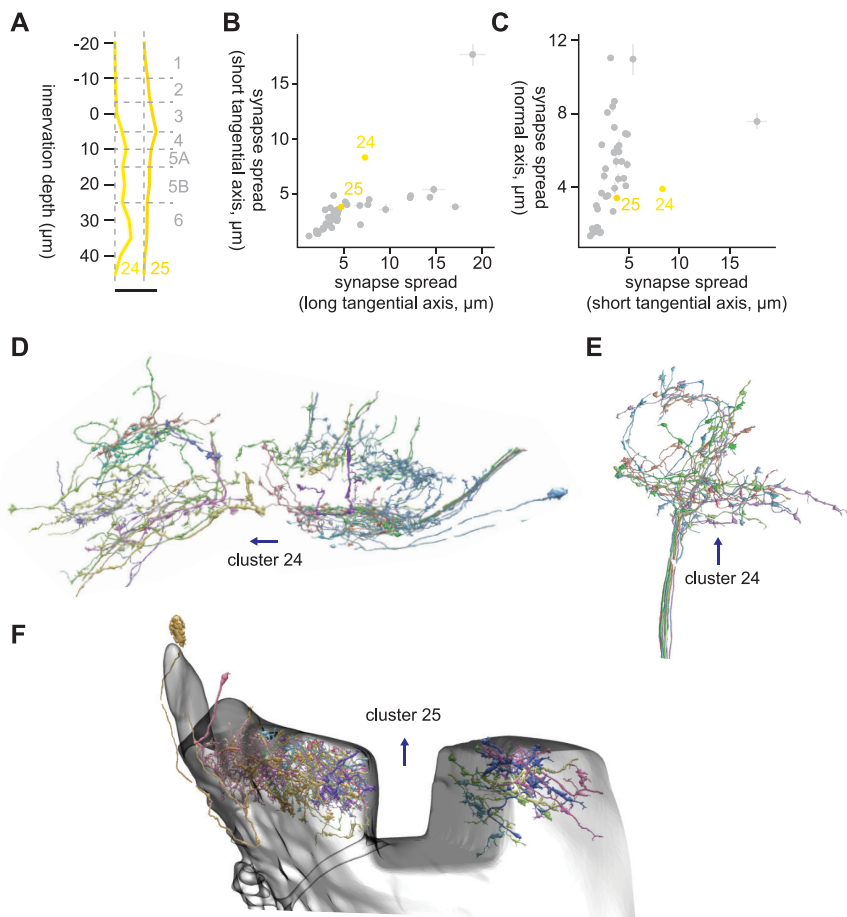 A
innervation depth (µm)
-20
-10
0
10
20
30
40
1
2
3
4
5A
5B
6
24
25
B
synapse spread
(short tangential axis, µm)
15
10
5
24
25
5
10
15
20
synapse spread
(long tangential axis, µm)
C
synapse spread
(normal axis, µm)
12
8
4
25
24
5
10
15
synapse spread
(short tangential axis, µm)
D
cluster 24
E
cluster 24
F
cluster 25